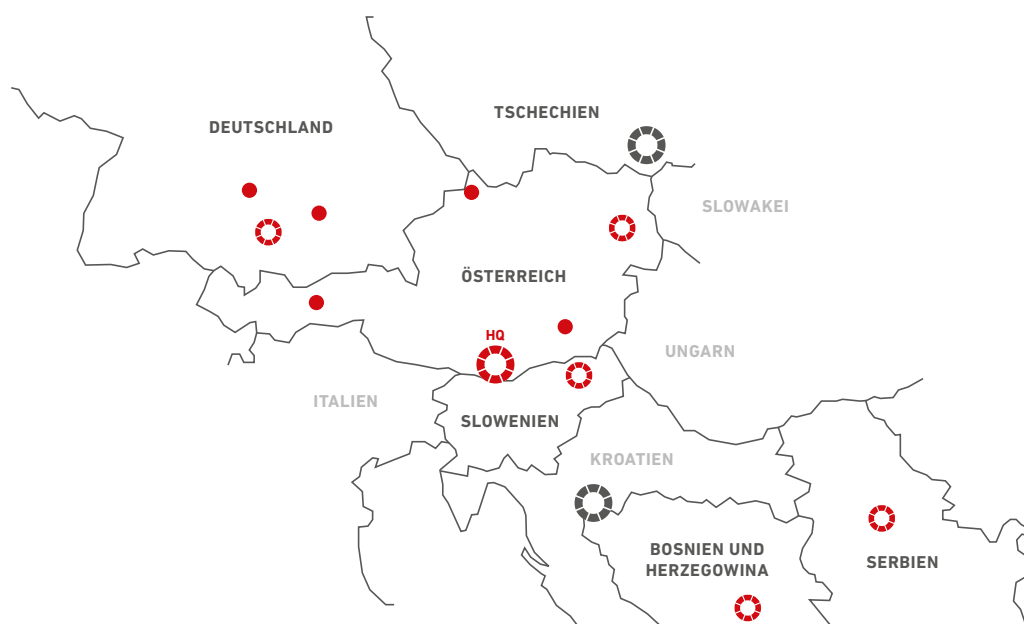 TSCHECHIEN
DEUTSCHLAND
SLOWAKEI
ÖSTERREICH
HQ
UNGARN
ITALIEN
SLOWENIEN
KROATIEN
BOSNIEN UND
HERZEGOWINA
SERBIEN